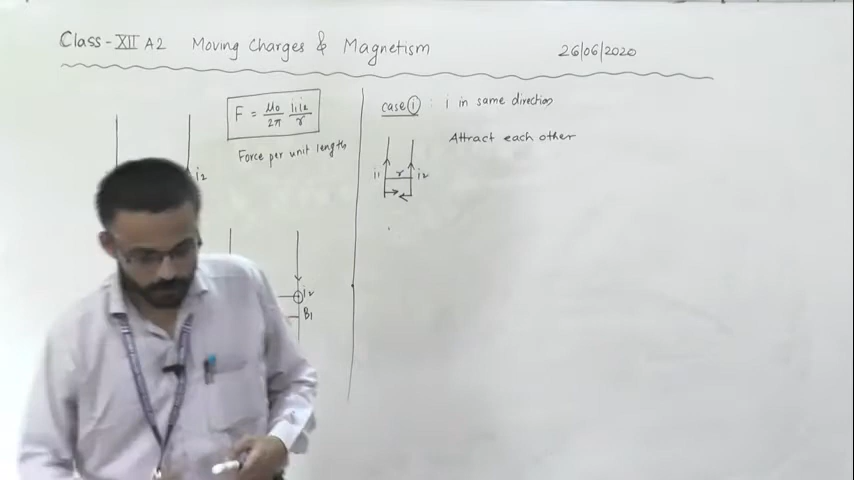 Class - XII A2 Moving Charges & Magnetism 26/06/2020
F = μ₀/2π i₁i₂/r
Force per unit length
i₂
i₂
B₁
case (i) : i in same direction
Attract each other
i₁ r i₂